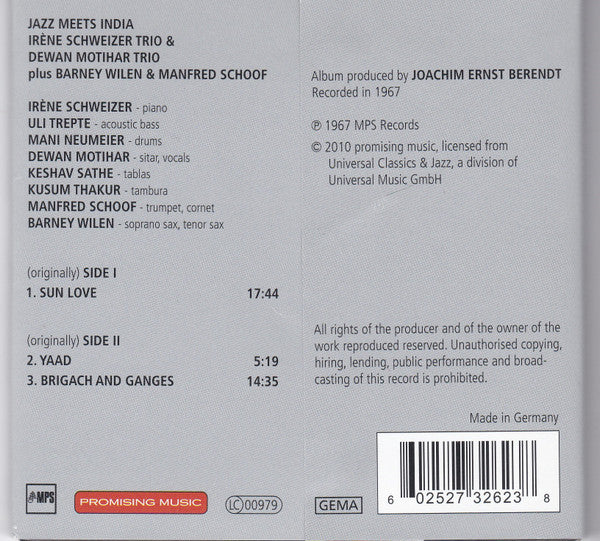 JAZZ MEETS INDIA
IRÈNE SCHWEIZER TRIO &
DEWAN MOTIHAR TRIO
plus BARNEY WILEN & MANFRED SCHOOF
IRÈNE SCHWEIZER - piano
ULI TREPTE - acoustic bass
MANI NEUMEIER - drums
DEWAN MOTIHAR - sitar, vocals
KESHAV SATHE - tablas
KUSUM THAKUR - tambura
MANFRED SCHOOF - trumpet, cornet
BARNEY WILEN - soprano sax, tenor sax
(originally) SIDE I
1. SUN LOVE 17:44
(originally) SIDE II
2. YAAD 5:19
3. BRIGACH AND GANGES 14:35
MPS
PROMISING MUSIC
LC 00979
Album produced by JOACHIM ERNST BERENDT
Recorded in 1967
℗ 1967 MPS Records
© 2010 promising music, licensed from
Universal Classics & Jazz, a division of
Universal Music GmbH
All rights of the producer and of the owner of the
work reproduced reserved. Unauthorised copying,
hiring, lending, public performance and broad-
casting of this record is prohibited.
Made in Germany
GEMA
6 02527 32623 8